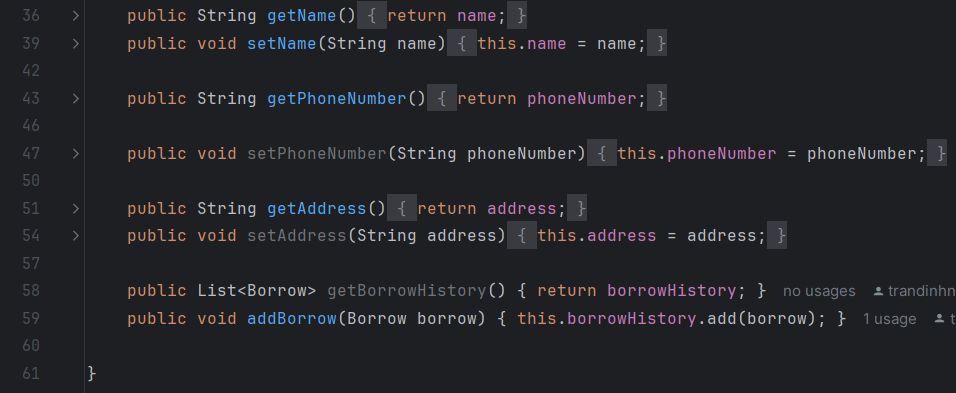 36 public String getName() { return name; }
39 public void setName(String name) { this.name = name; }
42
43 public String getPhoneNumber() { return phoneNumber; }
46
47 public void setPhoneNumber(String phoneNumber) { this.phoneNumber = phoneNumber; }
50
51 public String getAddress() { return address; }
54 public void setAddress(String address) { this.address = address; }
57
58 public List<Borrow> getBorrowHistory() { return borrowHistory; } no usages trandinhn
59 public void addBorrow(Borrow borrow) { this.borrowHistory.add(borrow); } 1 usage t
60
61 }